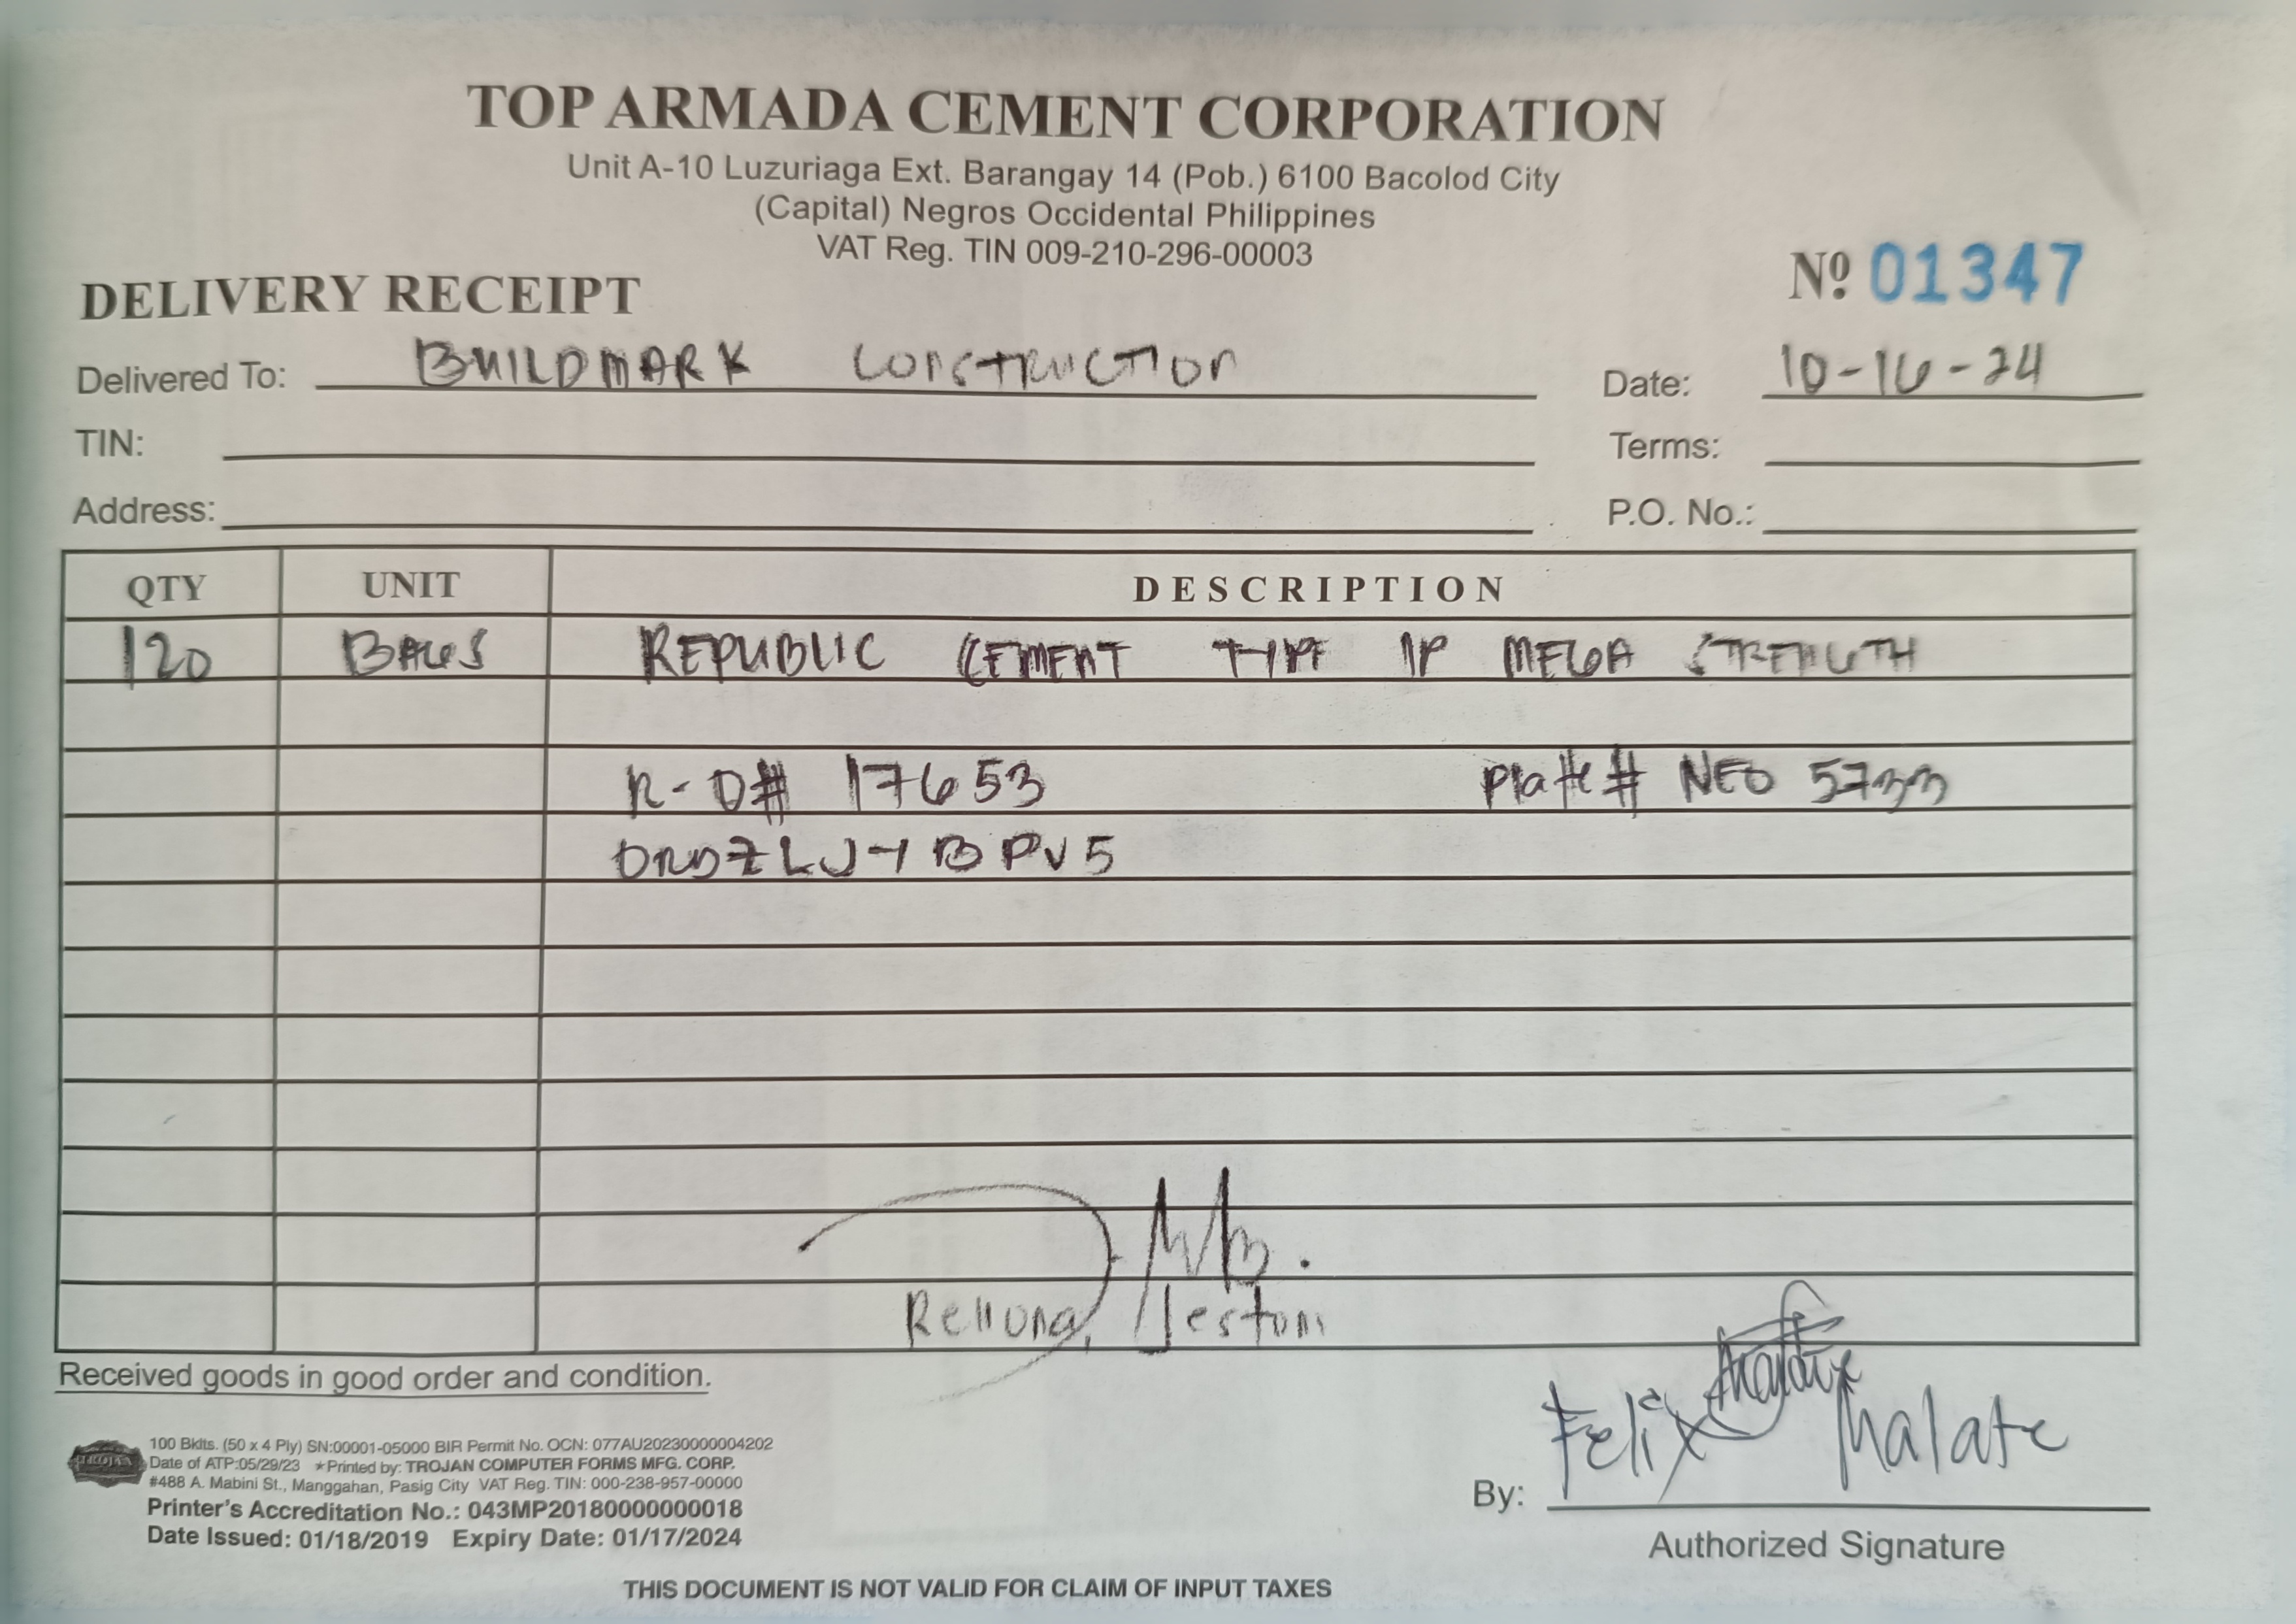 TOP ARMADA CEMENT CORPORATION
Unit A-10 Luzuriaga Ext. Barangay 14 (Pob.) 6100 Bacolod City
(Capital) Negros Occidental Philippines
VAT Reg. TIN 009-210-296-00003
DELIVERY RECEIPT Nº 01347
Delivered To: BUILDMARK CONSTRUCTION Date: 10-16-24
TIN: Terms:
Address: P.O. No.:
QTY UNIT DESCRIPTION
120 BAGS REPUBLIC CEMENT TYPE 1P MEGA STRENGTH
R-O# 17653 Plate# NEO 5733
Jestoni
Received goods in good order and condition.
Felix Malate
100 Bklts. (50 x 4 Ply) SN:00001-05000 BIR Permit No. OCN: 077AU20230000004202
TROJAN Date of ATP:05/29/23 ★Printed by: TROJAN COMPUTER FORMS MFG. CORP.
#488 A. Mabini St., Manggahan, Pasig City VAT Reg. TIN: 000-238-957-00000
By:
Printer's Accreditation No.: 043MP20180000000018
Date Issued: 01/18/2019 Expiry Date: 01/17/2024
Authorized Signature
THIS DOCUMENT IS NOT VALID FOR CLAIM OF INPUT TAXES